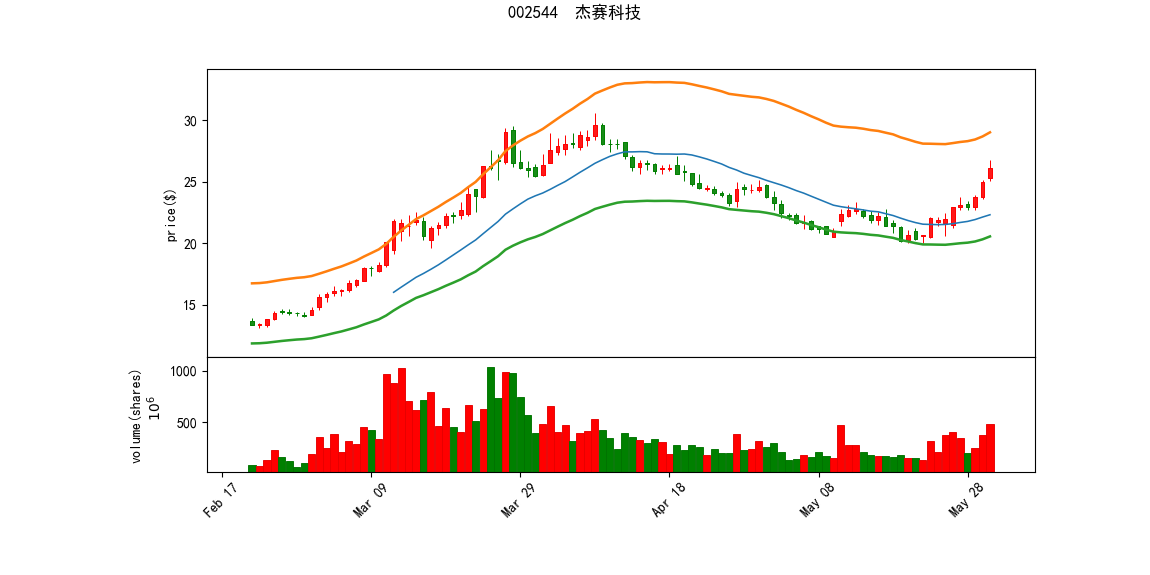 002544 杰赛科技
price($)
30
25
20
15
volume(shares)
10^6
1000
500
Feb 17
Mar 09
Mar 29
Apr 18
May 08
May 28